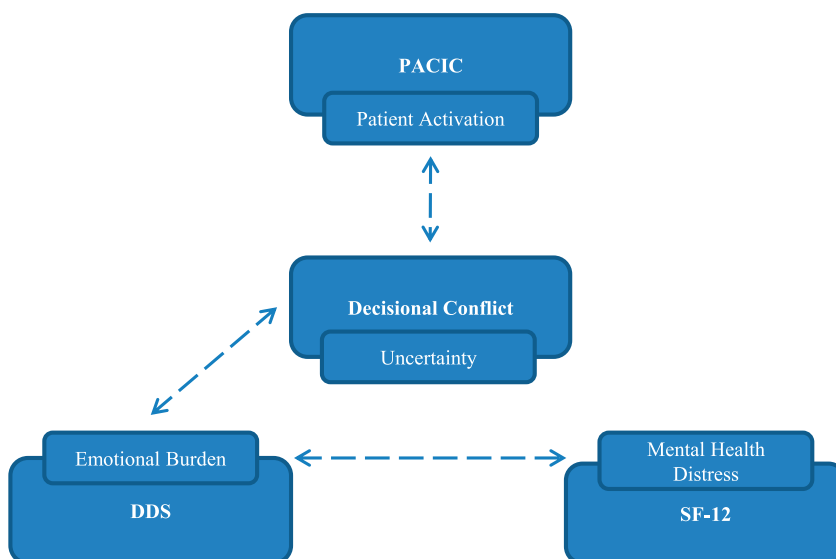 PACIC
Patient Activation
Decisional Conflict
Uncertainty
Emotional Burden
DDS
Mental Health
Distress
SF-12